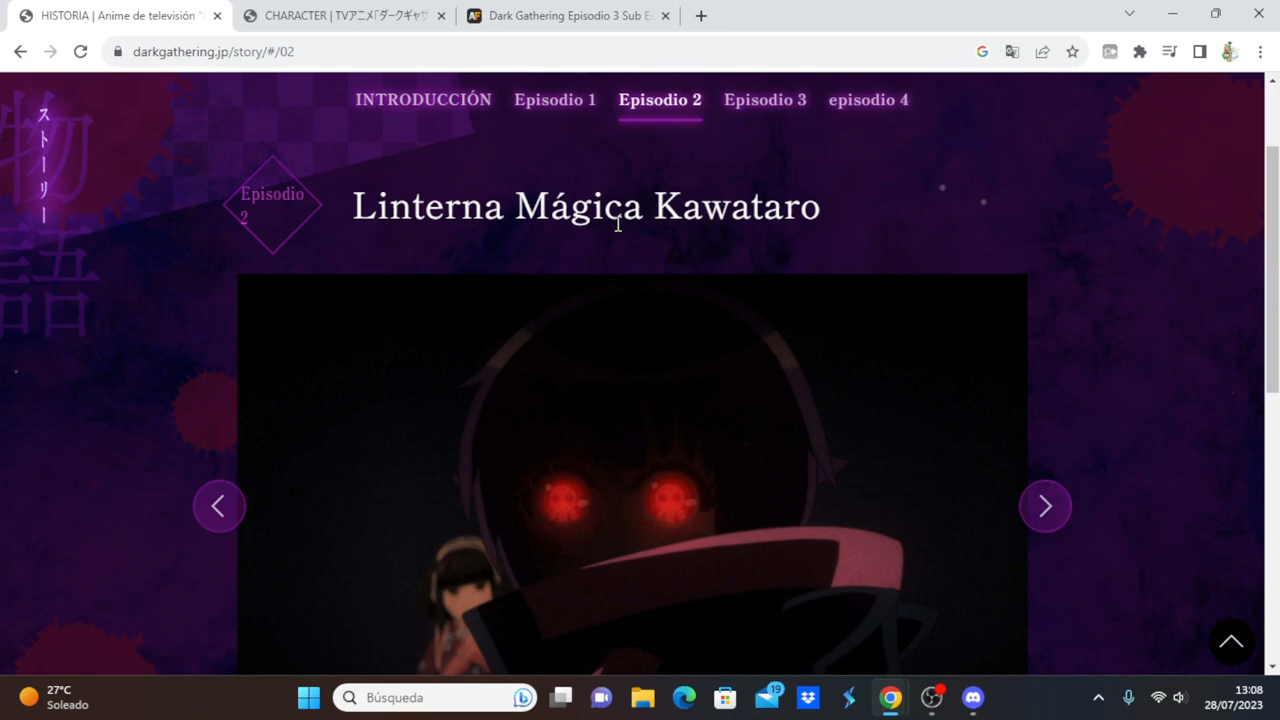 HISTORIA | Anime de televisión "
CHARACTER | TVアニメ「ダークギャザ
Dark Gathering Episodio 3 Sub E
darkgathering.jp/story/#/02
INTRODUCCIÓN Episodio 1 Episodio 2 Episodio 3 episodio 4
ストーリー
物語
Episodio
2
Linterna Mágica Kawataro
27°C
Soleado
Búsqueda
19
13:08
28/07/2023